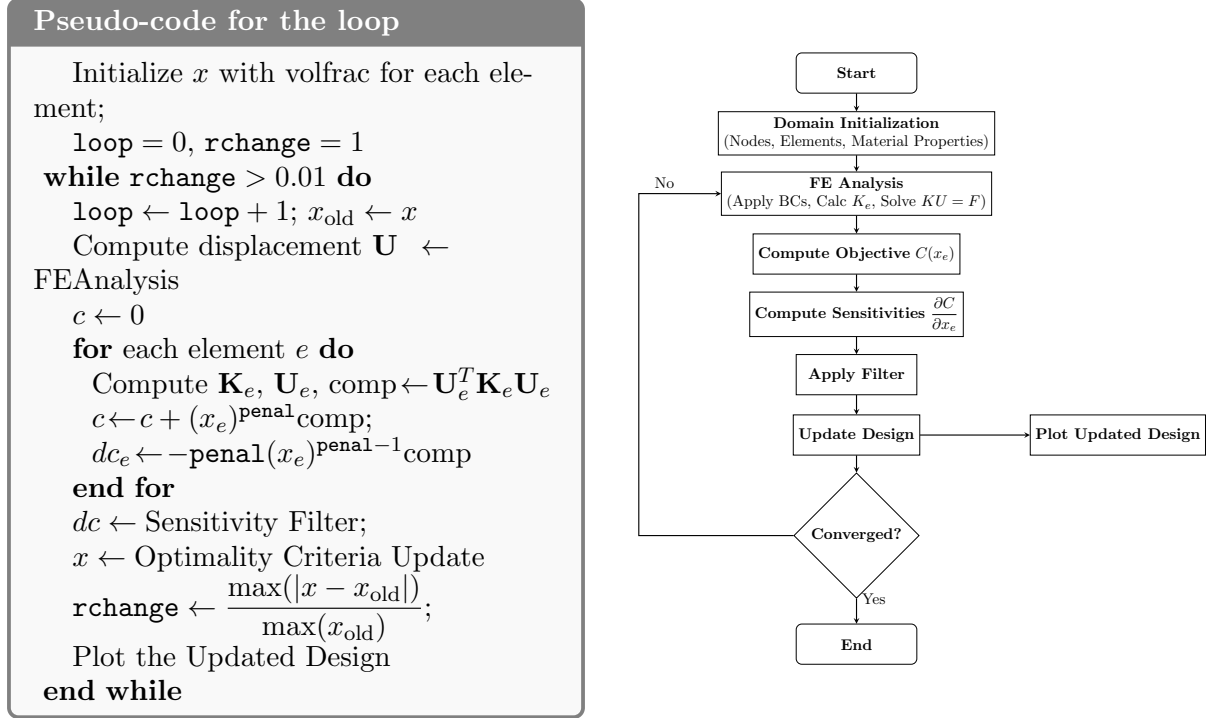 Pseudo-code for the loop
Initialize x with volfrac for each ele-
ment;
loop = 0, rchange = 1
while rchange > 0.01 do
loop ← loop + 1; x_old ← x
Compute displacement U ←
FEAnalysis
c ← 0
for each element e do
Compute K_e, U_e, comp ← U_e^T K_e U_e
c ← c + (x_e)^penal comp;
dc_e ← −penal(x_e)^{penal−1} comp
end for
dc ← Sensitivity Filter;
x ← Optimality Criteria Update
rchange ← max(|x − x_old|) / max(x_old);
Plot the Updated Design
end while
Start
Domain Initialization
(Nodes, Elements, Material Properties)
No
FE Analysis
(Apply BCs, Calc K_e, Solve KU = F)
Compute Objective C(x_e)
Compute Sensitivities ∂C/∂x_e
Apply Filter
Update Design
Plot Updated Design
Converged?
Yes
End